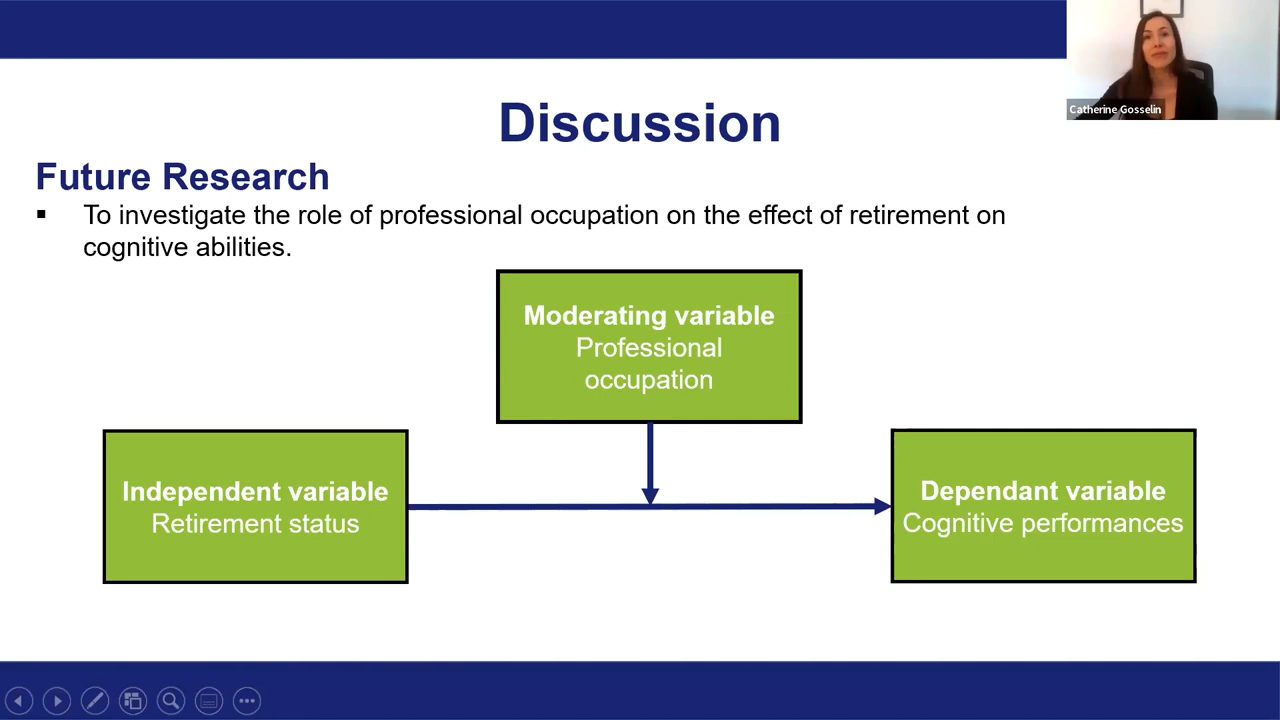 Catherine Gosselin
Discussion
Future Research
▪ To investigate the role of professional occupation on the effect of retirement on
cognitive abilities.
Moderating variable
Professional
occupation
Independent variable
Retirement status
Dependant variable
Cognitive performances